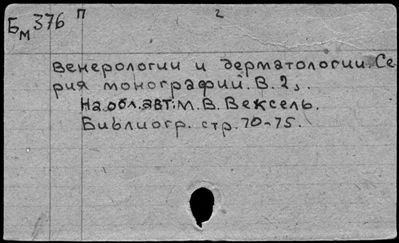 Бм 376 П 2
Венерологии и дерматологии. Се
рия монографий. В. 2,.
На обл. авт: М. В. Вексель.
Библиогр. стр. 70-75.